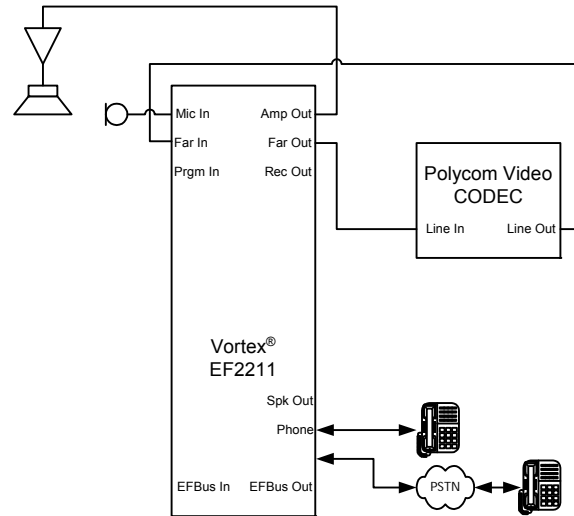 Mic In
Amp Out
Far In
Far Out
Prgm In
Rec Out
Polycom Video
CODEC
Line In
Line Out
Vortex®
EF2211
Spk Out
Phone
EFBus In
EFBus Out
PSTN